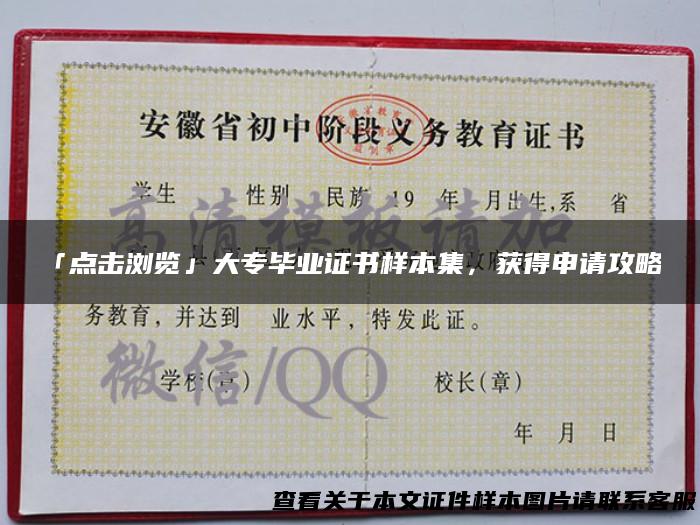 安徽省初中阶段义务教育证书
学生 性别 民族 19 年 月出生,系 省
高清模板请加
「点击浏览」大专毕业证书样本集，获得申请攻略
务教育，并达到 业水平，特发此证。
微信/QQ
学校(章) 校长(章)
年 月 日
查看关于本文证件样本图片请联系客服